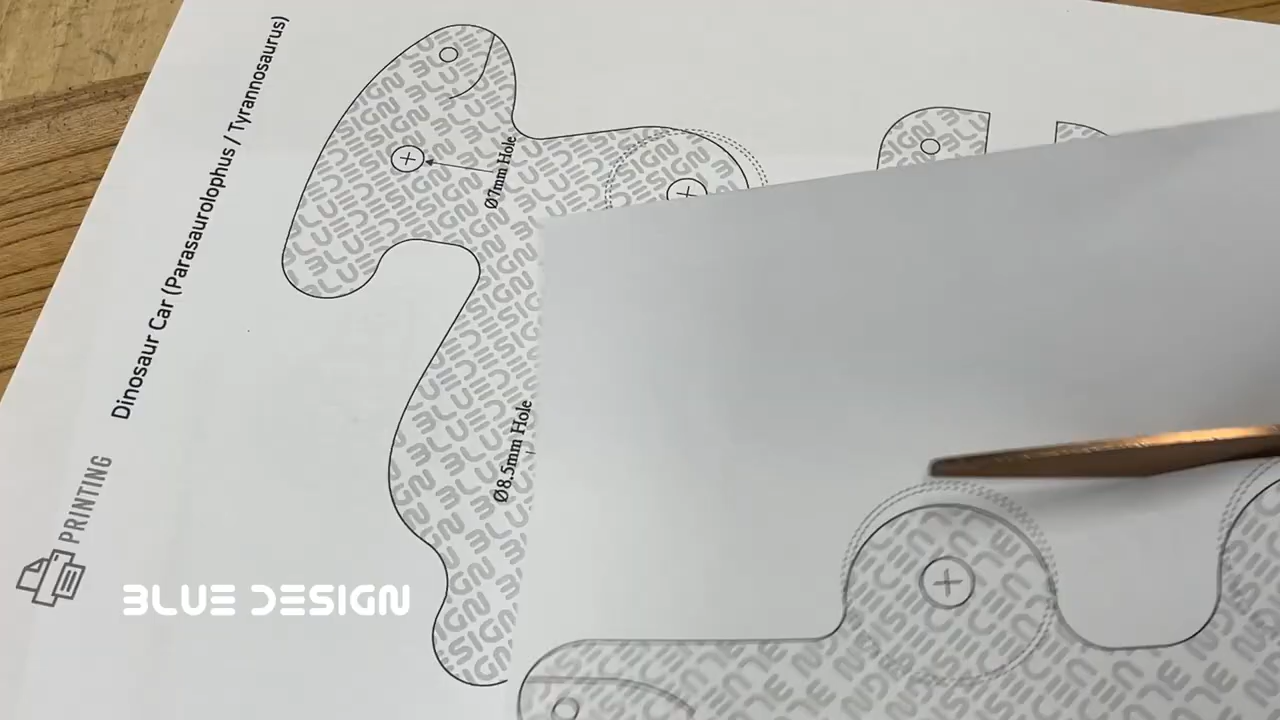 Dinosaur Car (Parasaurolophus / Tyrannosaurus)
PRINTING
Ø7mm Hole
Ø8.5mm Hole
BLUE DESIGN